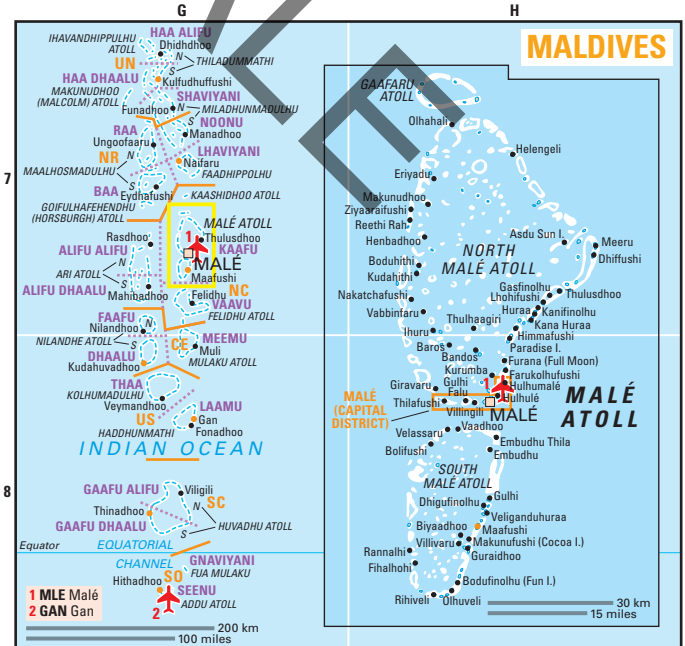 G
H
MALDIVES
IHAVANDHIPPULHU
ATOLL
HAA ALIFU
Dhidhdhoo
N
S
THILADUMMATHI
UN
HAA DHAALU
Kulfudhuffushi
MAKUNUDHOO
(MALCOLM) ATOLL
SHAVIYANI
Funadhoo
N
S
MILADHUNMADULHU
RAA
NOONU
Manadhoo
Ungoofaaru
LHAVIYANI
NR
N
S
Naifaru
MAALHOSMADULHU
FAADHIPPOLHU
BAA
Eydhafushi
KAASHIDHOO ATOLL
GOIFULHAFEHENDHU
(HORSBURGH) ATOLL
7
MALÉ ATOLL
Rasdhoo
1
Thulusdhoo
ALIFU ALIFU
KAAFU
MALÉ
N
ARI ATOLL
S
Maafushi
ALIFU DHAALU
NC
Mahibadhoo
Felidhu
VAAVU
FELIDHU ATOLL
FAAFU
Nilandhoo
N
NILANDHE ATOLL
S
CE
MEEMU
Muli
MULAKU ATOLL
DHAALU
Kudahuvadhoo
THAA
KOLHUMADULHU
Veymandhoo
LAAMU
US
Gan
HADDHUNMATHI
Fonadhoo
INDIAN OCEAN
8
GAAFU ALIFU
Viligili
SC
Thinadhoo
N
S
HUVADHU ATOLL
GAAFU DHAALU
Equator
EQUATORIAL
CHANNEL
GNAVIYANI
FUA MULAKU
SO
Hithadhoo
SEENU
ADDU ATOLL
2
1 MLE Malé
2 GAN Gan
200 km
100 miles
GAAFARU
ATOLL
Olhahali
Helengeli
Eriyadu
Makunudhoo
Ziyaaraifushi
Reethi Rah
Henbadhoo
Asdu Sun I.
Meeru
Dhiffushi
NORTH
MALÉ ATOLL
Boduhithi
Kudahithi
Gasfinolhu
Nakatchafushi
Lhohifushi
Thulusdhoo
Huraa
Kanifinolhu
Vabbinfaru
Kana Huraa
Thulhaagiri
Ihuru
Himmafushi
Baros
Paradise I.
Bandos
Furana (Full Moon)
Kurumba
Farukolhufushi
1
Giravaru
Gulhi
Hulhumalé
Falu
Hulhulé
MALÉ
(CAPITAL
DISTRICT)
Thilafushi
Villingili
MALÉ
MALÉ
ATOLL
Velassaru
Vaadhoo
Bolifushi
Embudhu Thila
Embudhu
SOUTH
MALÉ ATOLL
Gulhi
Dhigufinolhu
Veliganduhuraa
Biyaadhoo
Maafushi
Villivaru
Makunufushi (Cocoa I.)
Rannalhi
Guraidhoo
Fihalhohi
Bodufinolhu (Fun I.)
Rihiveli
Olhuveli
30 km
15 miles